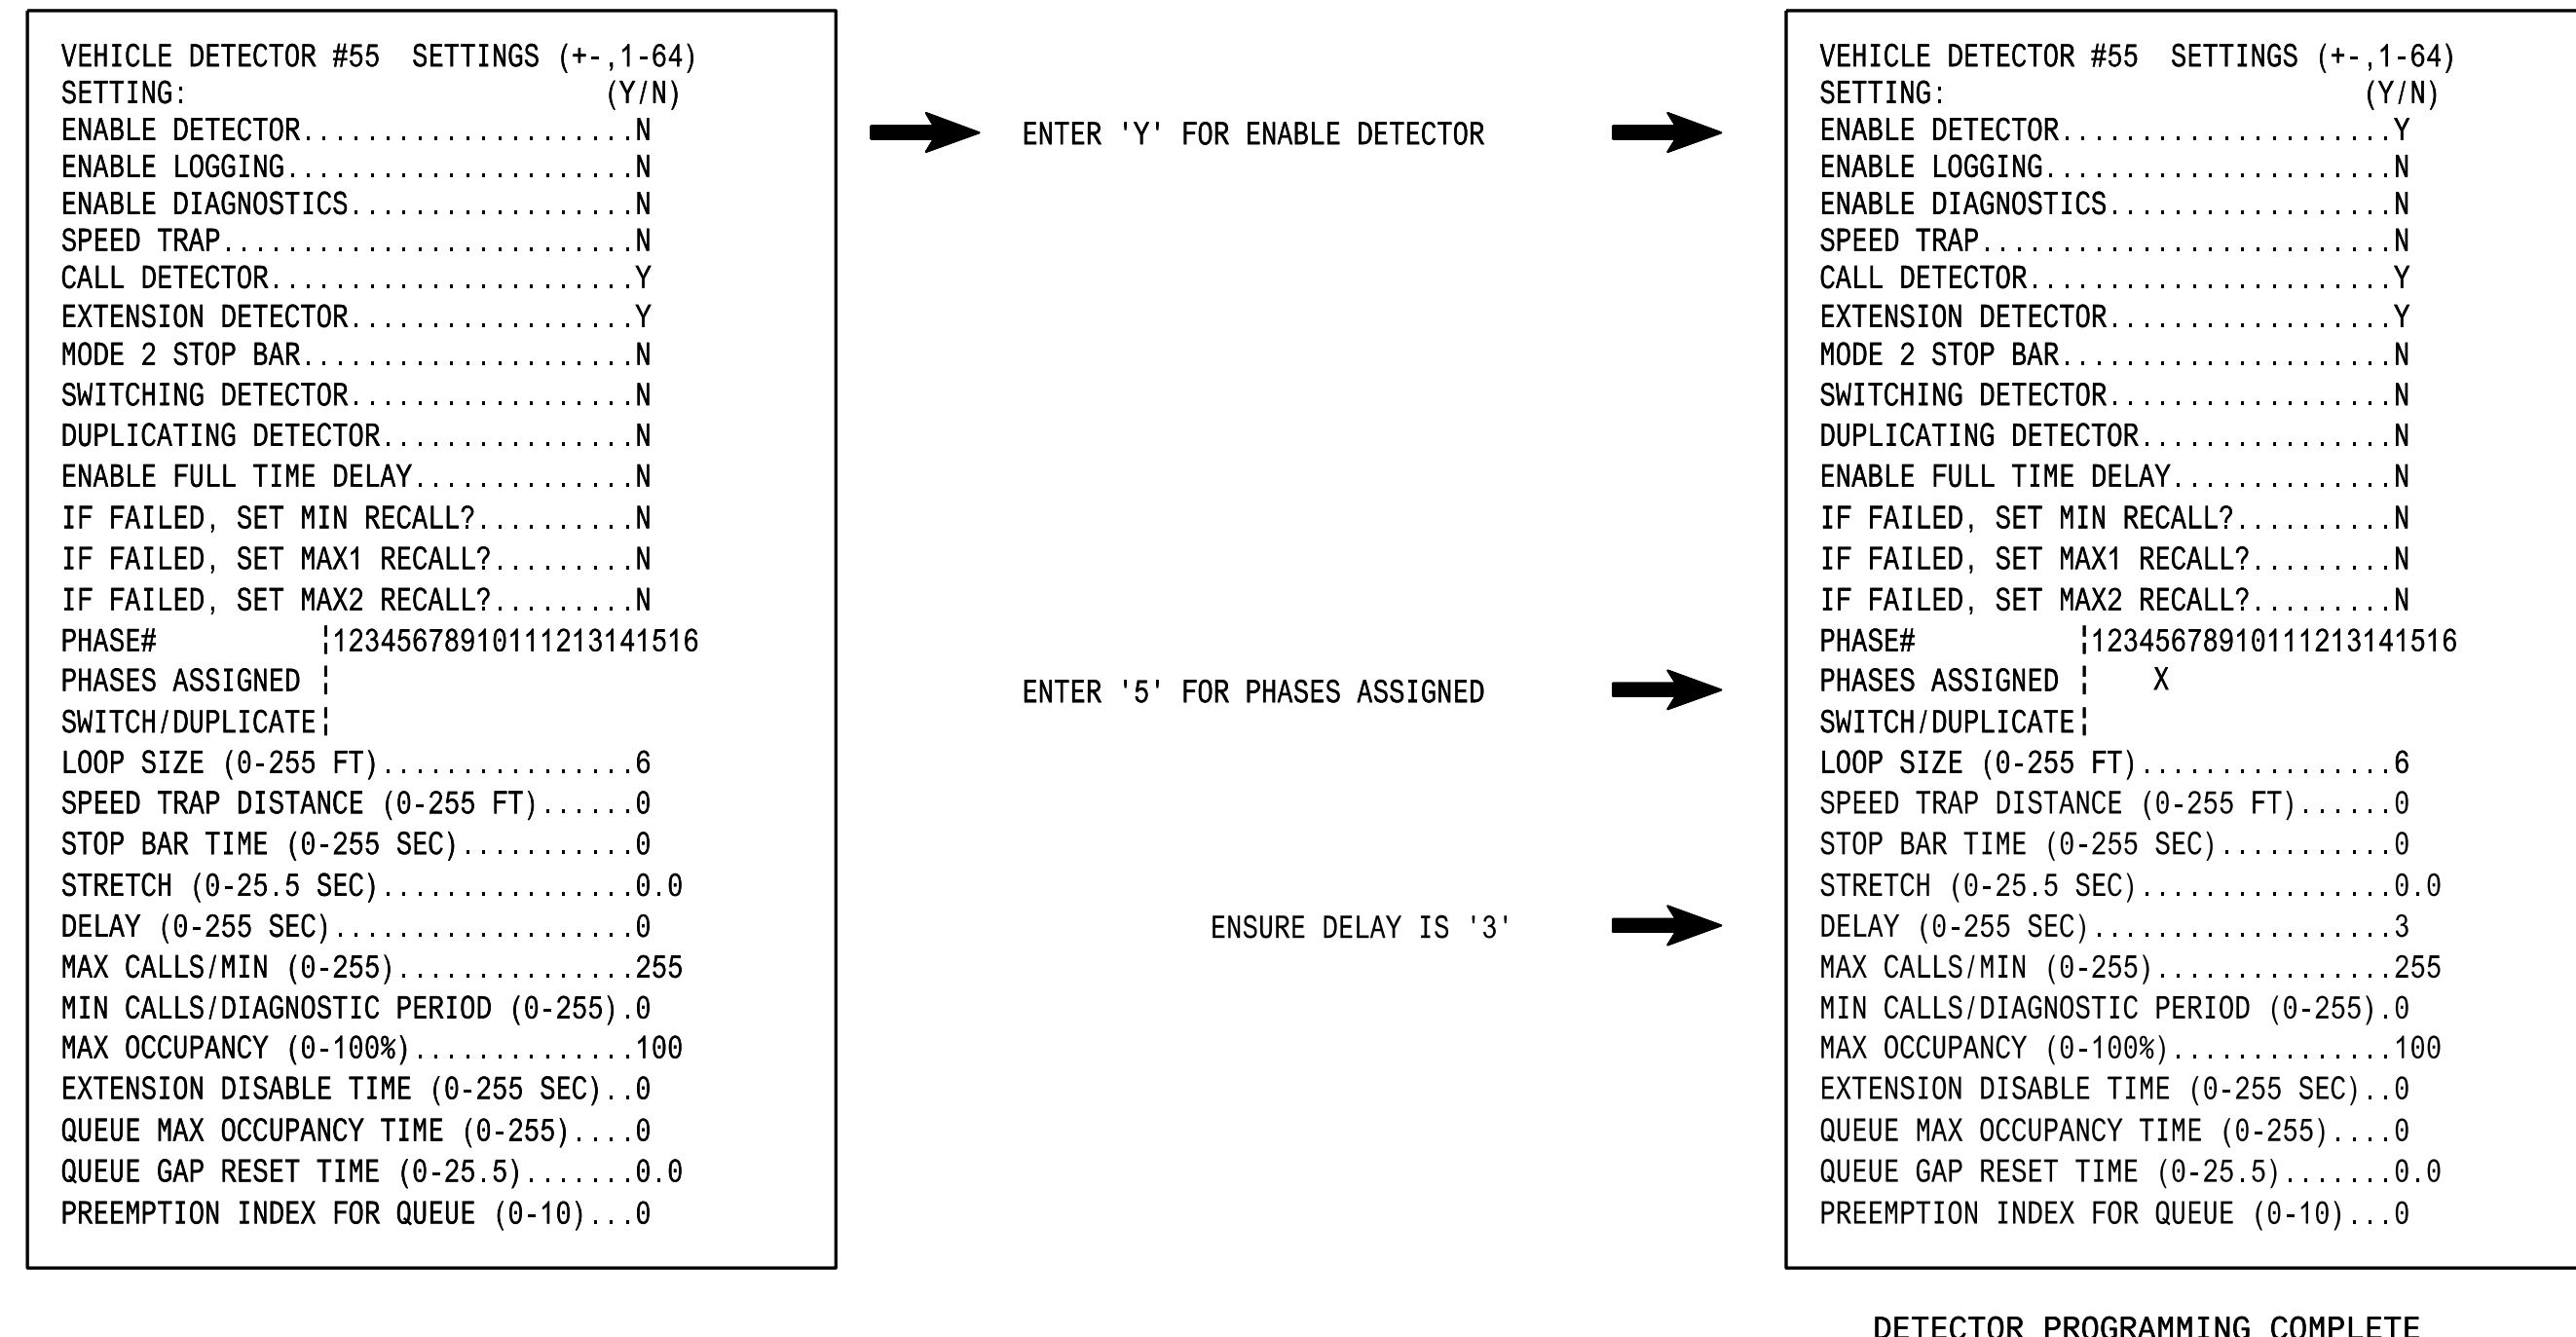 VEHICLE DETECTOR #55  SETTINGS (+-,1-64)
SETTING:                          (Y/N)
ENABLE DETECTOR.....................N
ENABLE LOGGING......................N
ENABLE DIAGNOSTICS..................N
SPEED TRAP..........................N
CALL DETECTOR.......................Y
EXTENSION DETECTOR..................Y
MODE 2 STOP BAR.....................N
SWITCHING DETECTOR..................N
DUPLICATING DETECTOR................N
ENABLE FULL TIME DELAY..............N
IF FAILED, SET MIN RECALL?..........N
IF FAILED, SET MAX1 RECALL?.........N
IF FAILED, SET MAX2 RECALL?.........N
PHASE#          ¦12345678910111213141516
PHASES ASSIGNED ¦
SWITCH/DUPLICATE¦
LOOP SIZE (0-255 FT)................6
SPEED TRAP DISTANCE (0-255 FT)......0
STOP BAR TIME (0-255 SEC)...........0
STRETCH (0-25.5 SEC)................0.0
DELAY (0-255 SEC)...................0
MAX CALLS/MIN (0-255)...............255
MIN CALLS/DIAGNOSTIC PERIOD (0-255).0
MAX OCCUPANCY (0-100%)..............100
EXTENSION DISABLE TIME (0-255 SEC)..0
QUEUE MAX OCCUPANCY TIME (0-255)....0
QUEUE GAP RESET TIME (0-25.5).......0.0
PREEMPTION INDEX FOR QUEUE (0-10)...0
ENTER 'Y' FOR ENABLE DETECTOR
ENTER '5' FOR PHASES ASSIGNED
ENSURE DELAY IS '3'
VEHICLE DETECTOR #55  SETTINGS (+-,1-64)
SETTING:                          (Y/N)
ENABLE DETECTOR.....................Y
ENABLE LOGGING......................N
ENABLE DIAGNOSTICS..................N
SPEED TRAP..........................N
CALL DETECTOR.......................Y
EXTENSION DETECTOR..................Y
MODE 2 STOP BAR.....................N
SWITCHING DETECTOR..................N
DUPLICATING DETECTOR................N
ENABLE FULL TIME DELAY..............N
IF FAILED, SET MIN RECALL?..........N
IF FAILED, SET MAX1 RECALL?.........N
IF FAILED, SET MAX2 RECALL?.........N
PHASE#          ¦12345678910111213141516
PHASES ASSIGNED ¦    X
SWITCH/DUPLICATE¦
LOOP SIZE (0-255 FT)................6
SPEED TRAP DISTANCE (0-255 FT)......0
STOP BAR TIME (0-255 SEC)...........0
STRETCH (0-25.5 SEC)................0.0
DELAY (0-255 SEC)...................3
MAX CALLS/MIN (0-255)...............255
MIN CALLS/DIAGNOSTIC PERIOD (0-255).0
MAX OCCUPANCY (0-100%)..............100
EXTENSION DISABLE TIME (0-255 SEC)..0
QUEUE MAX OCCUPANCY TIME (0-255)....0
QUEUE GAP RESET TIME (0-25.5).......0.0
PREEMPTION INDEX FOR QUEUE (0-10)...0
DETECTOR PROGRAMMING COMPLETE